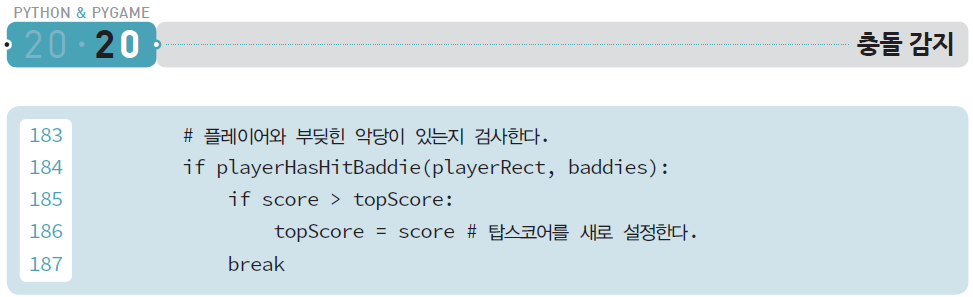 PYTHON & PYGAME
20·20 충돌 감지
183 # 플레이어와 부딪힌 악당이 있는지 검사한다.
184 if playerHasHitBaddie(playerRect, baddies):
185 if score > topScore:
186 topScore = score # 탑스코어를 새로 설정한다.
187 break